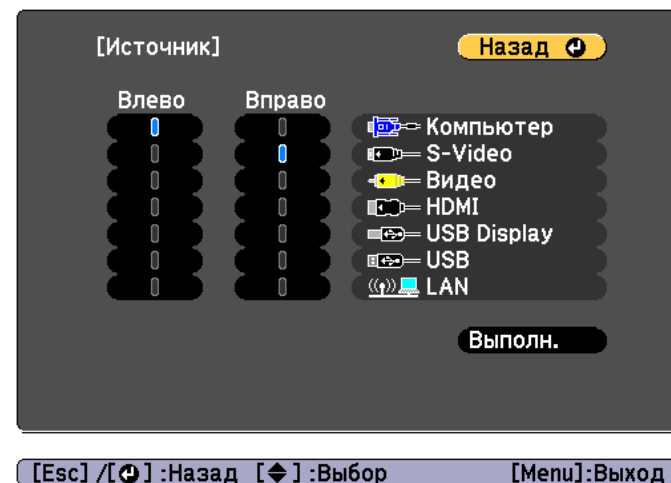 [Источник]
Назад
Влево Вправо
Компьютер
S-Video
Видео
HDMI
USB Display
USB
LAN
Выполн.
[Esc] /[ ] :Назад [ ] :Выбор [Menu]:Выход